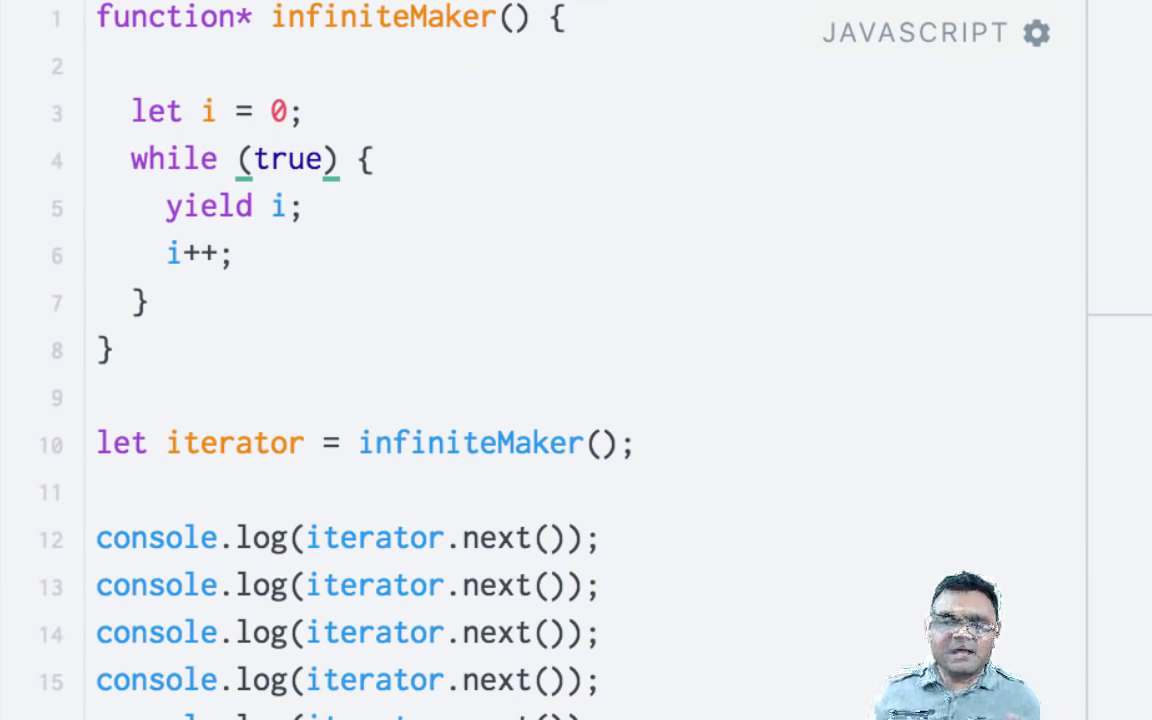 JAVASCRIPT
1 function* infiniteMaker() {
2
3 let i = 0;
4 while (true) {
5 yield i;
6 i++;
7 }
8 }
9
10 let iterator = infiniteMaker();
11
12 console.log(iterator.next());
13 console.log(iterator.next());
14 console.log(iterator.next());
15 console.log(iterator.next());